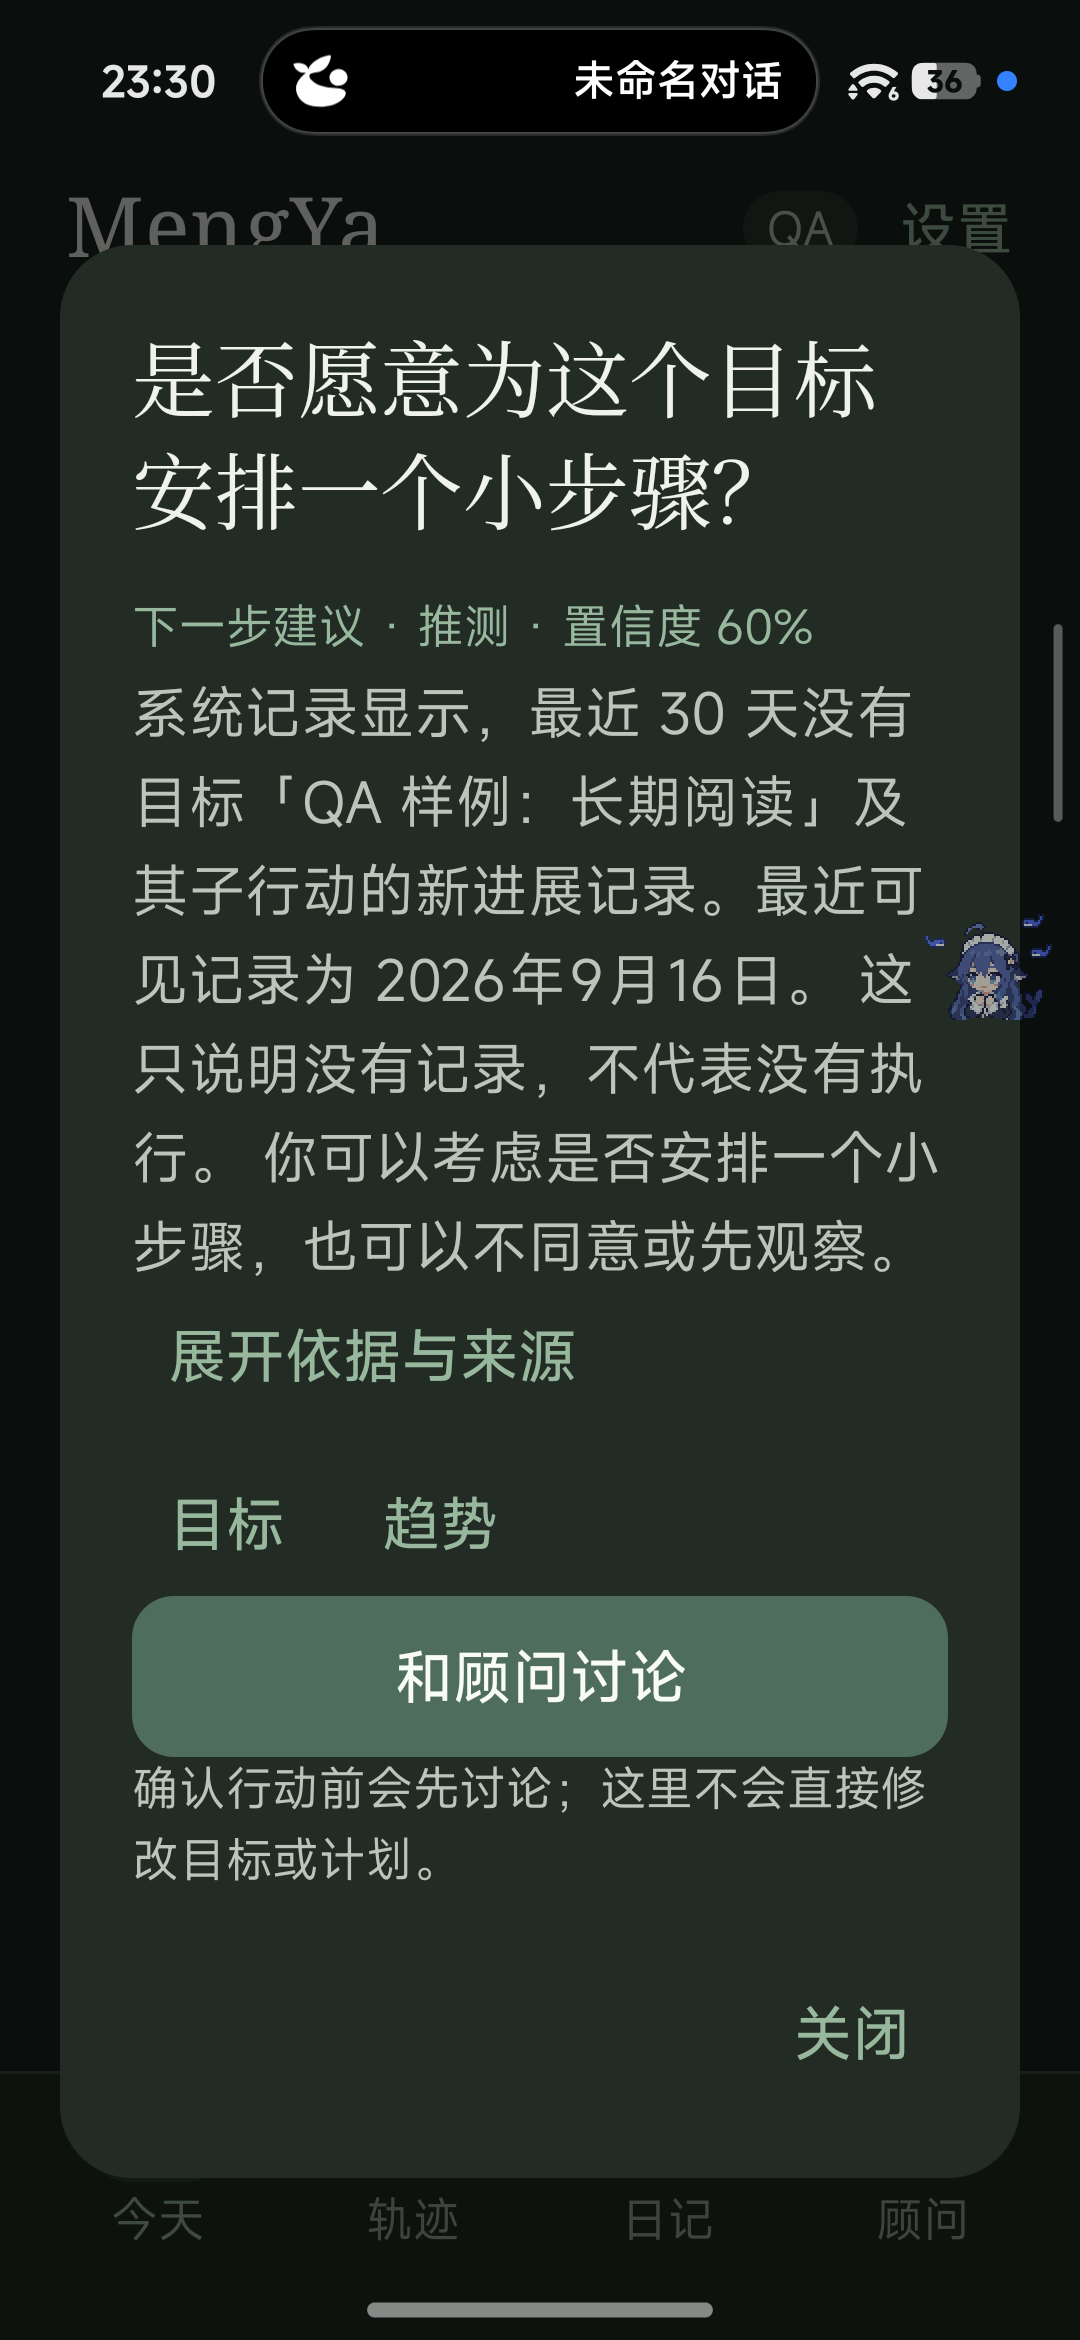 23:30
未命名对话
6
36
MengYa
QA
设置
是否愿意为这个目标
安排一个小步骤？
下一步建议 · 推测 · 置信度 60%
系统记录显示，最近 30 天没有
目标「QA 样例：长期阅读」及
其子行动的新进展记录。最近可
见记录为 2026年9月16日。 这
只说明没有记录，不代表没有执
行。 你可以考虑是否安排一个小
步骤，也可以不同意或先观察。
展开依据与来源
目标
趋势
和顾问讨论
确认行动前会先讨论；这里不会直接修
改目标或计划。
关闭
今天
轨迹
日记
顾问